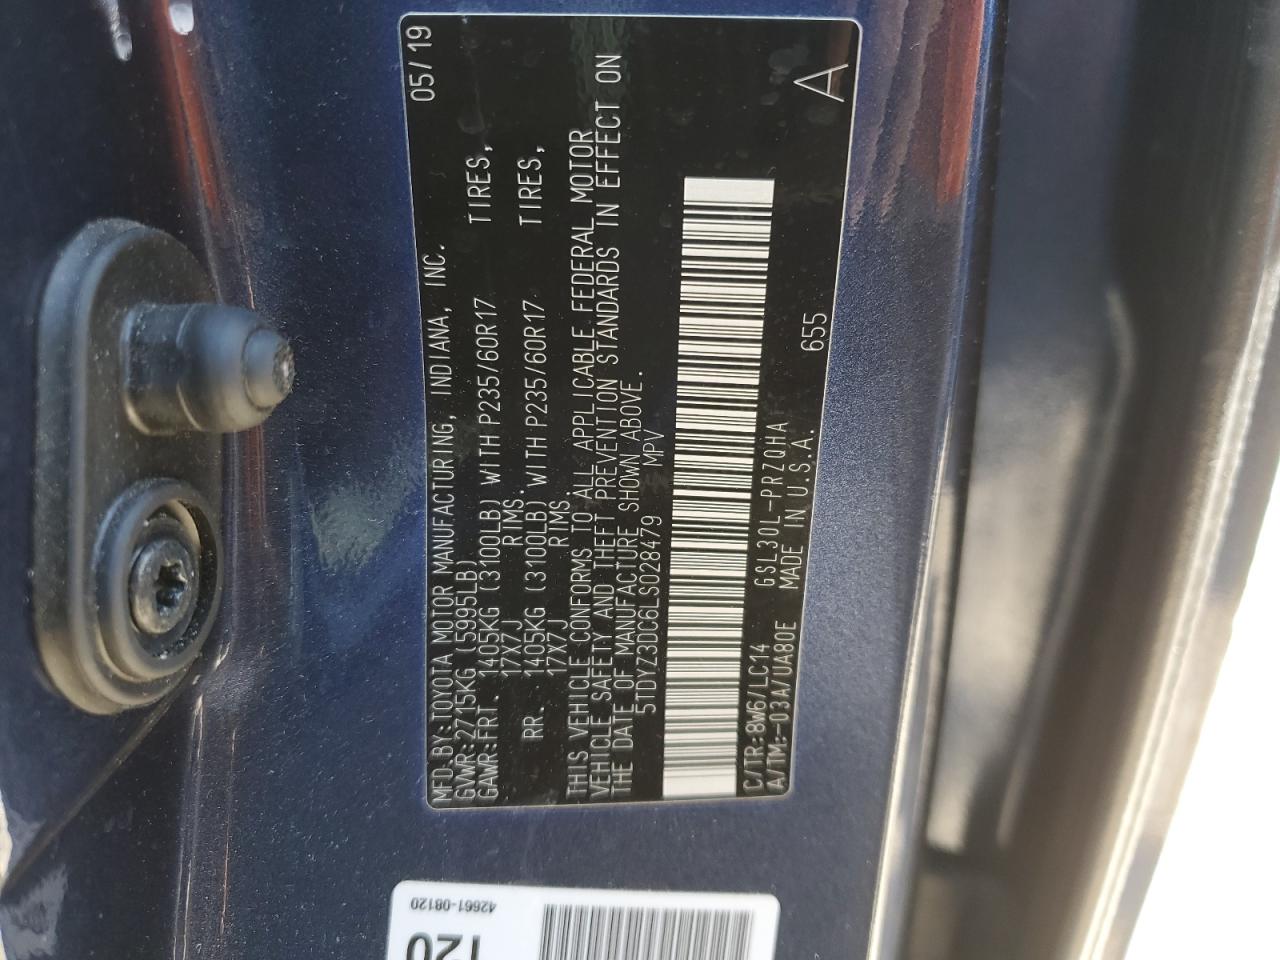 MFD.BY:TOYOTA MOTOR MANUFACTURING, INDIANA, INC. 05/19
GVWR:2715KG (5995LB)
GAWR:FRT. 1405KG (3100LB) WITH P235/60R17 TIRES,
17X7J RIMS.
RR. 1405KG (3100LB) WITH P235/60R17 TIRES,
17X7J RIMS.
THIS VEHICLE CONFORMS TO ALL APPLICABLE FEDERAL MOTOR
VEHICLE SAFETY AND THEFT PREVENTION STANDARDS IN EFFECT ON
THE DATE OF MANUFACTURE SHOWN ABOVE.
5TDYZ3DC6LS028479 MPV
C/TR:8W6/LC14 GSL30L-PRZQHA
A/TM:-03A/UA80E MADE IN U.S.A. 655 A
42661-08120
120